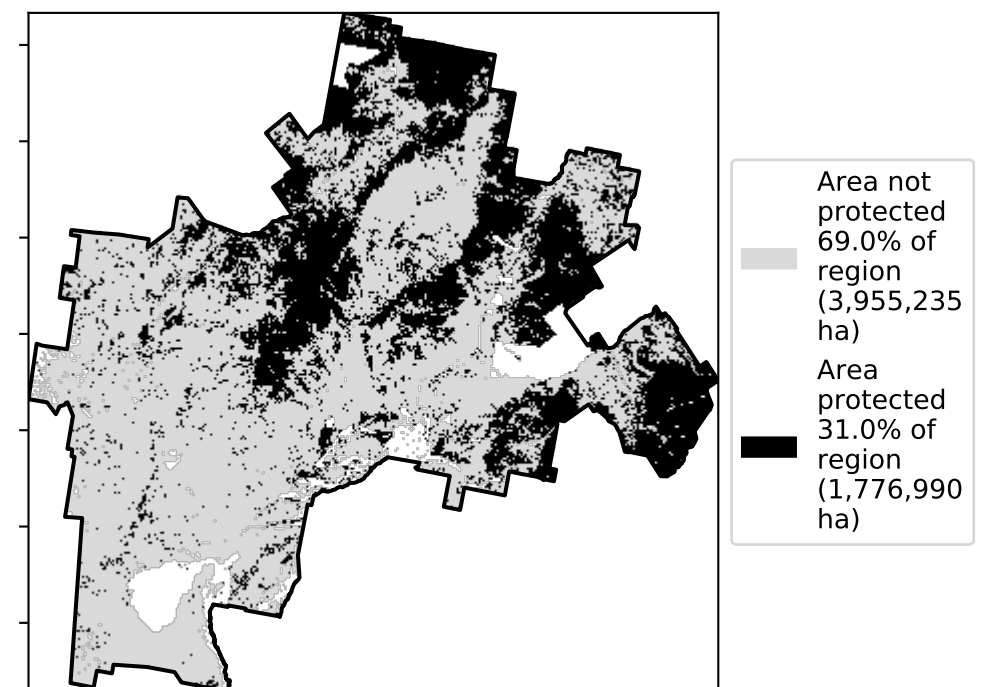 Area not
protected
69.0% of
region
(3,955,235
ha)
Area
protected
31.0% of
region
(1,776,990
ha)